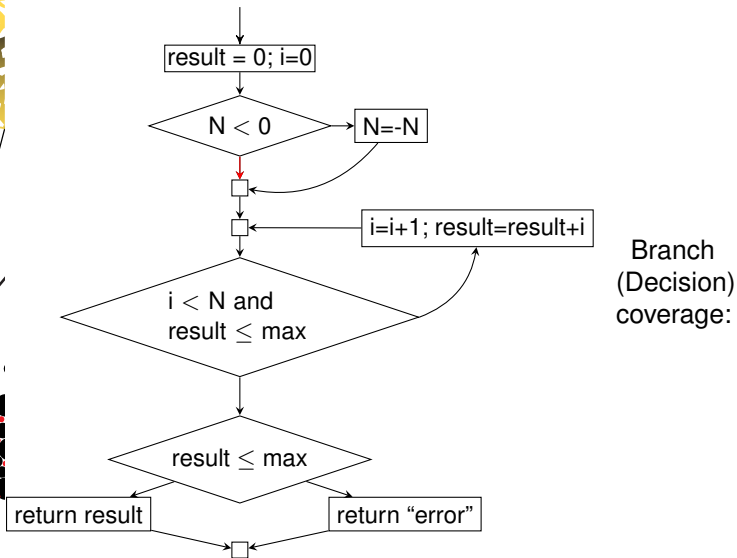 result = 0; i=0
N < 0
N=-N
i=i+1; result=result+i
i < N and
result ≤ max
Branch
(Decision)
coverage:
result ≤ max
return result
return “error”